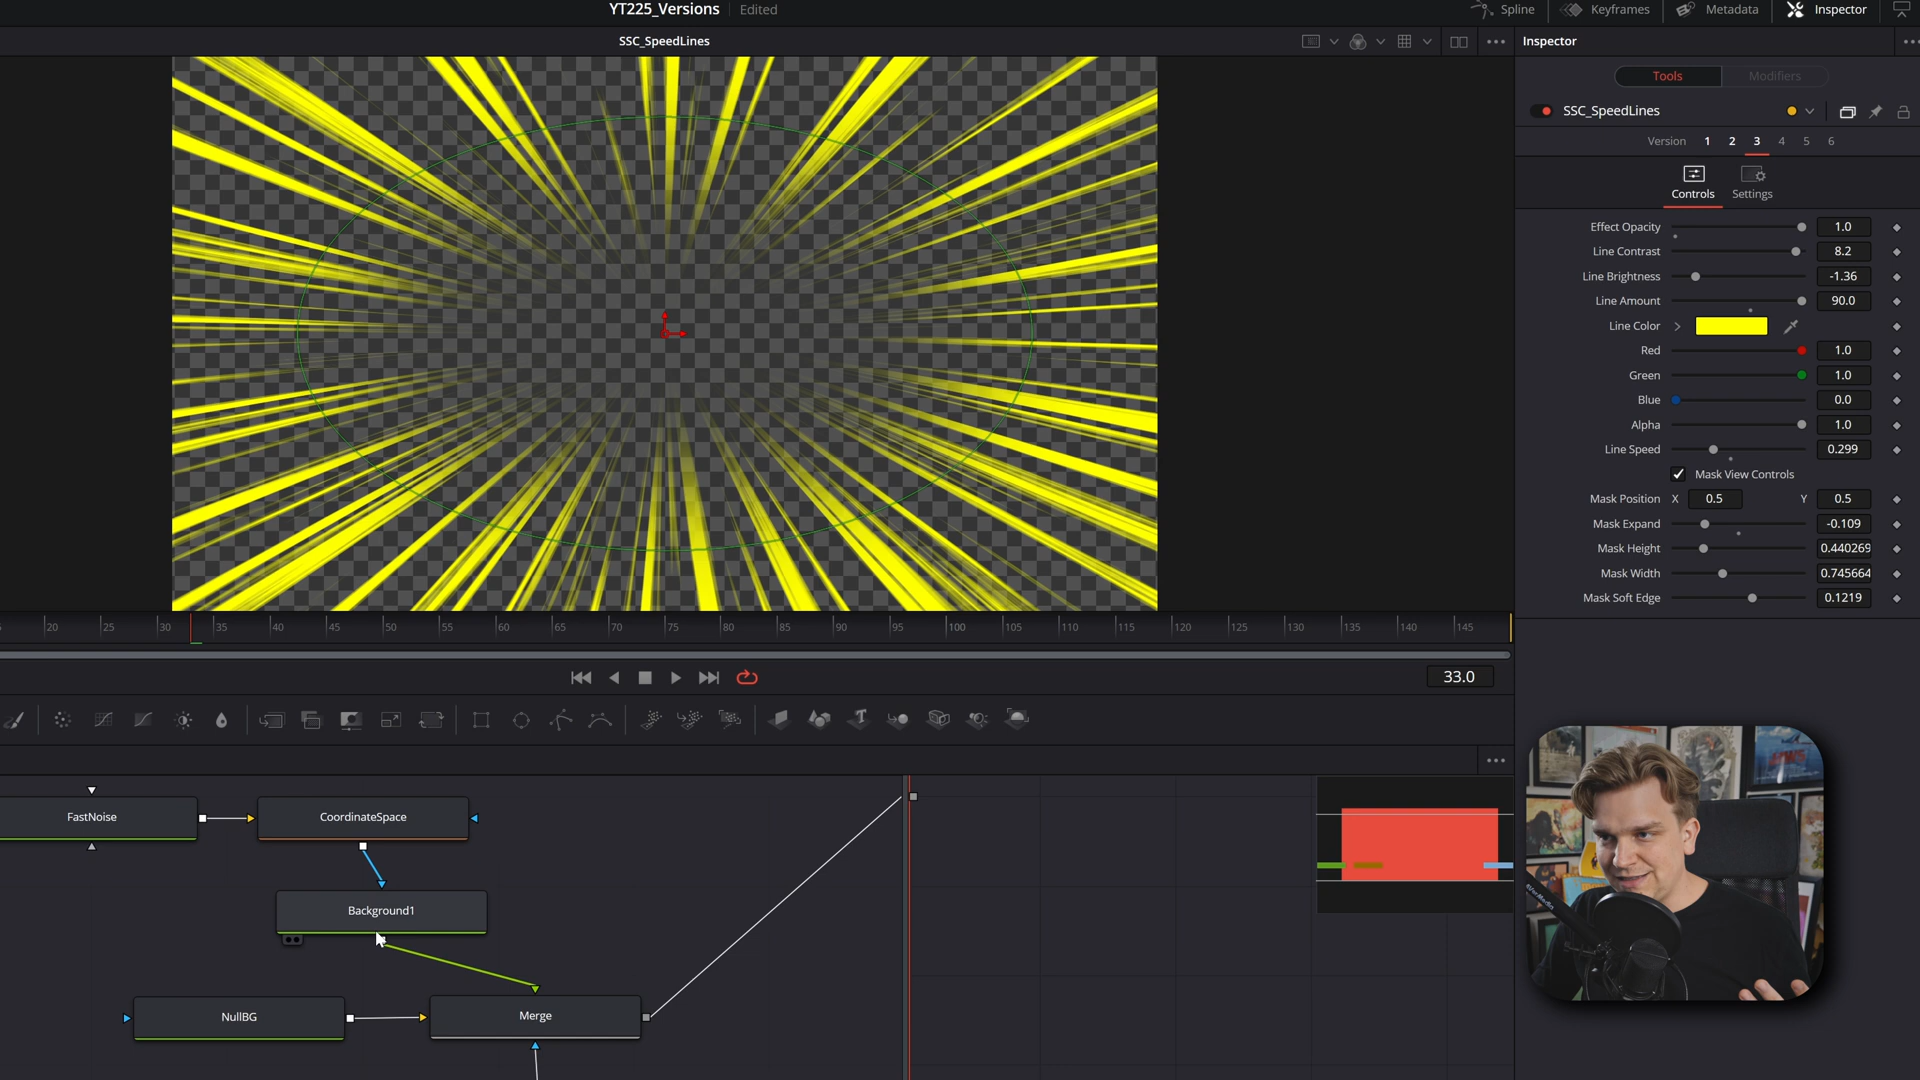 YT225_Versions Edited
Spline Keyframes Metadata Inspector
SSC_SpeedLines
Inspector
Tools Modifiers
SSC_SpeedLines
Version 1 2 3 4 5 6
Controls Settings
Effect Opacity 1.0
Line Contrast 8.2
Line Brightness -1.36
Line Amount 90.0
Line Color
Red 1.0
Green 1.0
Blue 0.0
Alpha 1.0
Line Speed 0.299
Mask View Controls
Mask Position X 0.5 Y 0.5
Mask Expand -0.109
Mask Height 0.440269
Mask Width 0.745664
Mask Soft Edge 0.1219
20 25 30 35 40 45 50 55 60 65 70 75 80 85 90 95 100 105 110 115 120 125 130 135 140 145
33.0
FastNoise CoordinateSpace
Background1
NullBG Merge